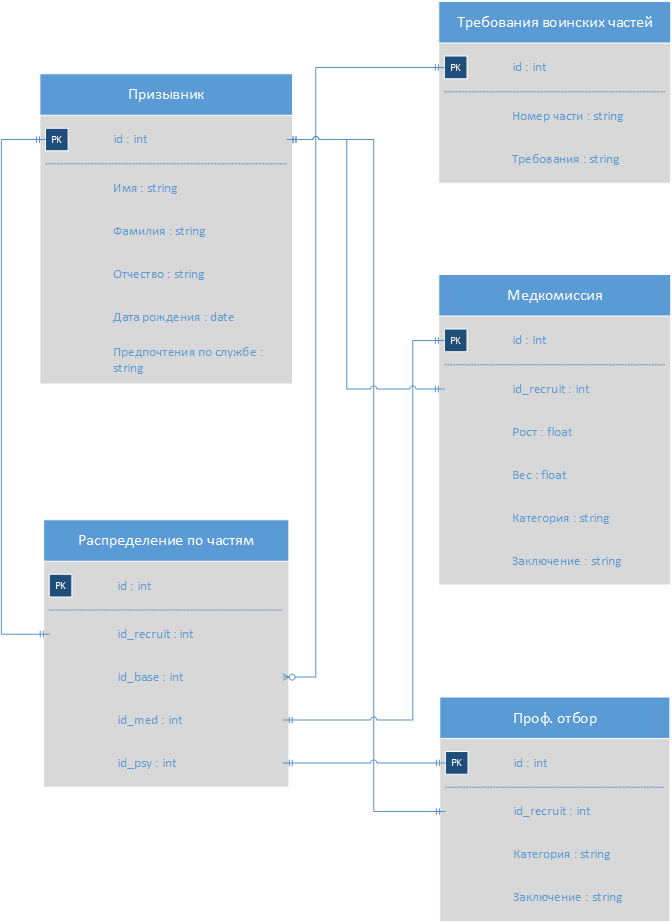 Призывник
PK
id : int
Имя : string
Фамилия : string
Отчество : string
Дата рождения : date
Предпочтения по службе :
string
Требования воинских частей
PK
id : int
Номер части : string
Требования : string
Медкомиссия
PK
id : int
id_recruit : int
Рост : float
Вес : float
Категория : string
Заключение : string
Распределение по частям
PK
id : int
id_recruit : int
id_base : int
id_med : int
id_psy : int
Проф. отбор
PK
id : int
id_recruit : int
Категория : string
Заключение : string